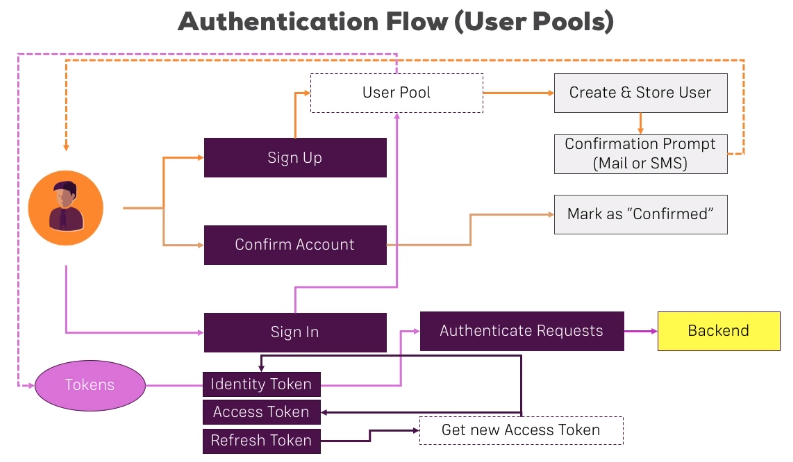 Authentication Flow (User Pools)
User Pool
Create & Store User
Sign Up
Confirmation Prompt
(Mail or SMS)
Confirm Account
Mark as "Confirmed"
Sign In
Authenticate Requests
Backend
Tokens
Identity Token
Access Token
Refresh Token
Get new Access Token